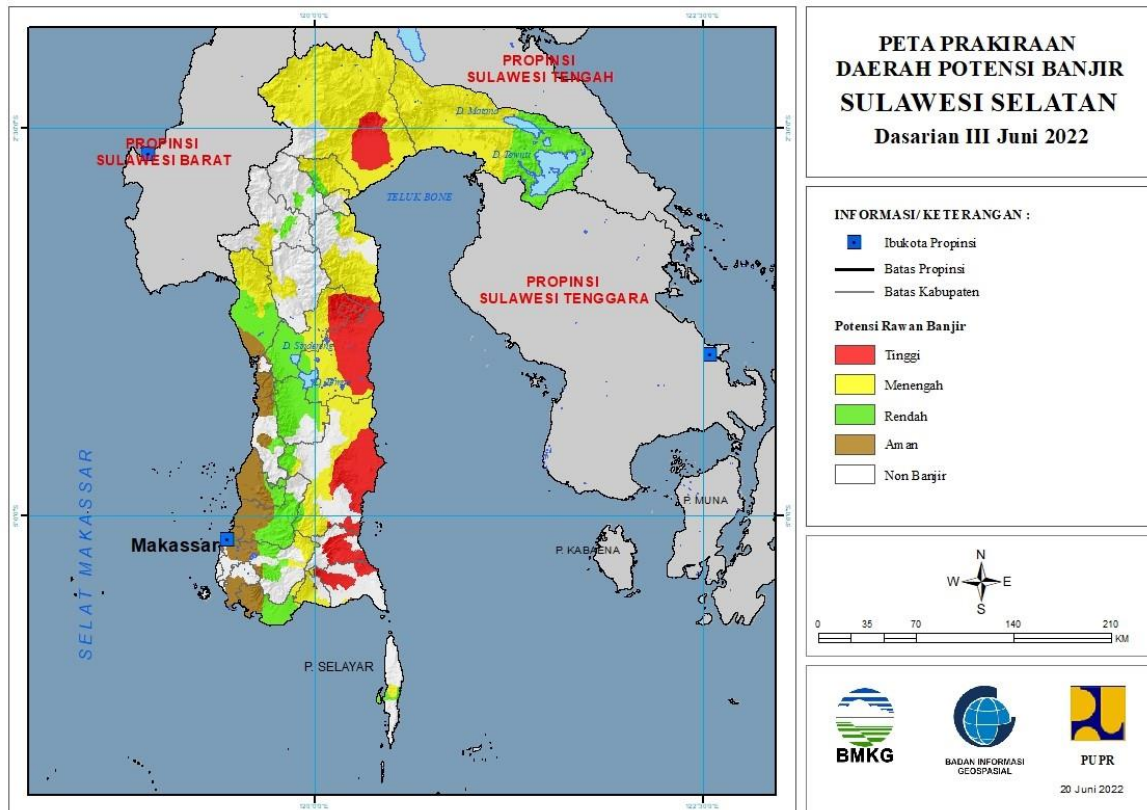 PETA PRAKIRAAN
DAERAH POTENSI BANJIR
SULAWESI SELATAN
Dasarian III Juni 2022
INFORMASI/ KETERANGAN :
Ibukota Propinsi
Batas Propinsi
Batas Kabupaten
Potensi Rawan Banjir
Tinggi
Menengah
Rendah
Aman
Non Banjir
N
W
E
S
0
35
70
140
210
KM
BMKG
BADAN INFORMASI
GEOSPASIAL
PU
PUPR
20 Juni 2022
PROPINSI
SULAWESI TENGAH
PROPINSI
SULAWESI BARAT
D. Matana
D. Towuti
TELUK BONE
PROPINSI
SULAWESI TENGGARA
D. Sidenreng
D. Tempe
SELAT MAKASSAR
Makassar
P. MUNA
P. KABAENA
P. SELAYAR